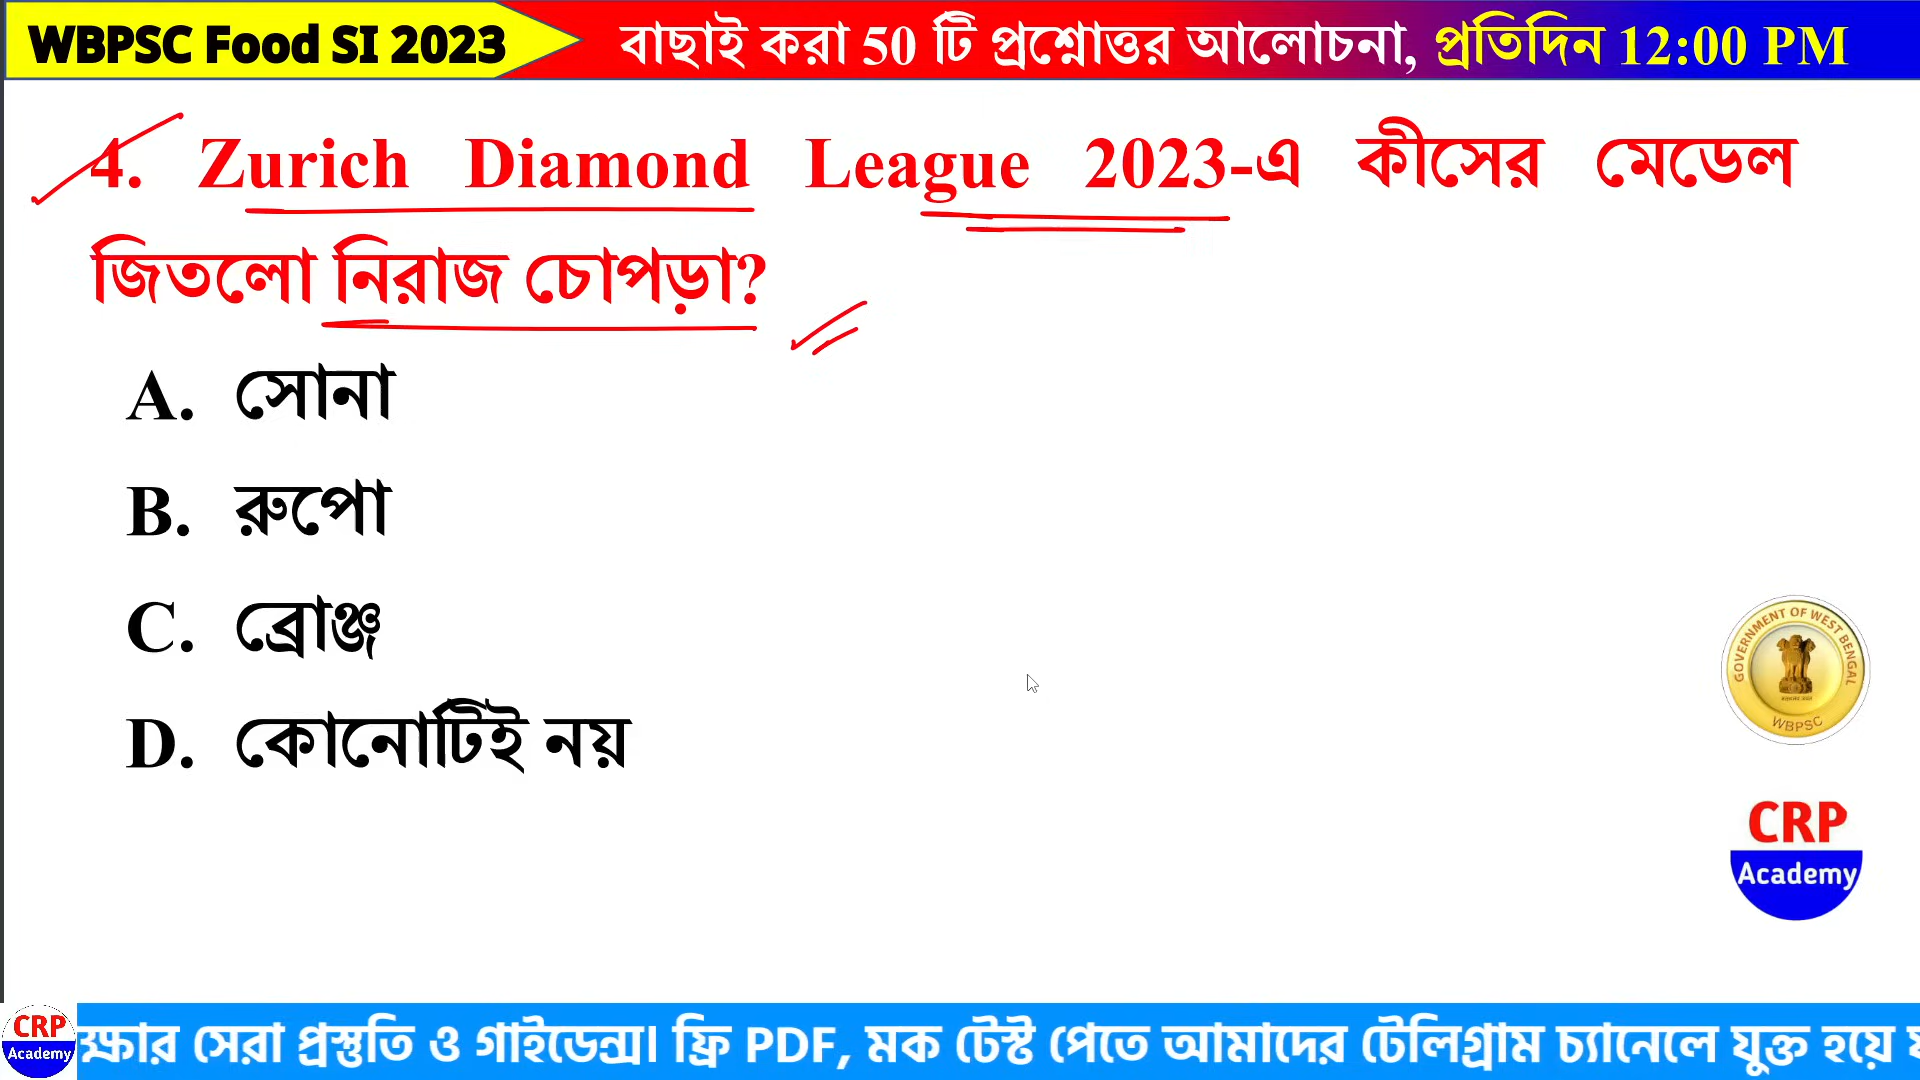 WBPSC Food SI 2023
বাছাই করা 50 টি প্রশ্নোত্তর আলোচনা, প্রতিদিন 12:00 PM
4. Zurich Diamond League 2023-এ কীসের মেডেল
জিতলো নিরাজ চোপড়া?
A. সোনা
B. রুপো
C. ব্রোঞ্জ
D. কোনোটিই নয়
GOVERNMENT OF WEST BENGAL
WBPSC
CRP
Academy
CRP
Academy
ক্ষার সেরা প্রস্তুতি ও গাইডেন্স। ফ্রি PDF, মক টেস্ট পেতে আমাদের টেলিগ্রাম চ্যানেলে যুক্ত হয়ে